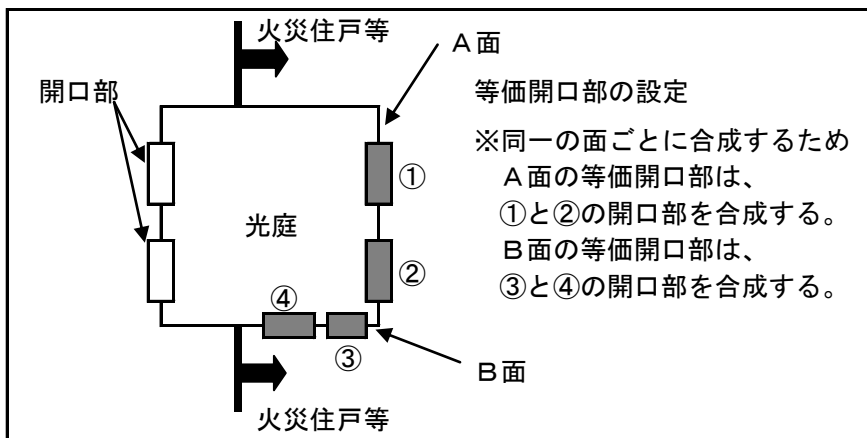 火災住戸等
A面
開口部
等価開口部の設定
※同一の面ごとに合成するため
A面の等価開口部は、
①と②の開口部を合成する。
B面の等価開口部は、
③と④の開口部を合成する。
①
光庭
②
④
③
B面
火災住戸等